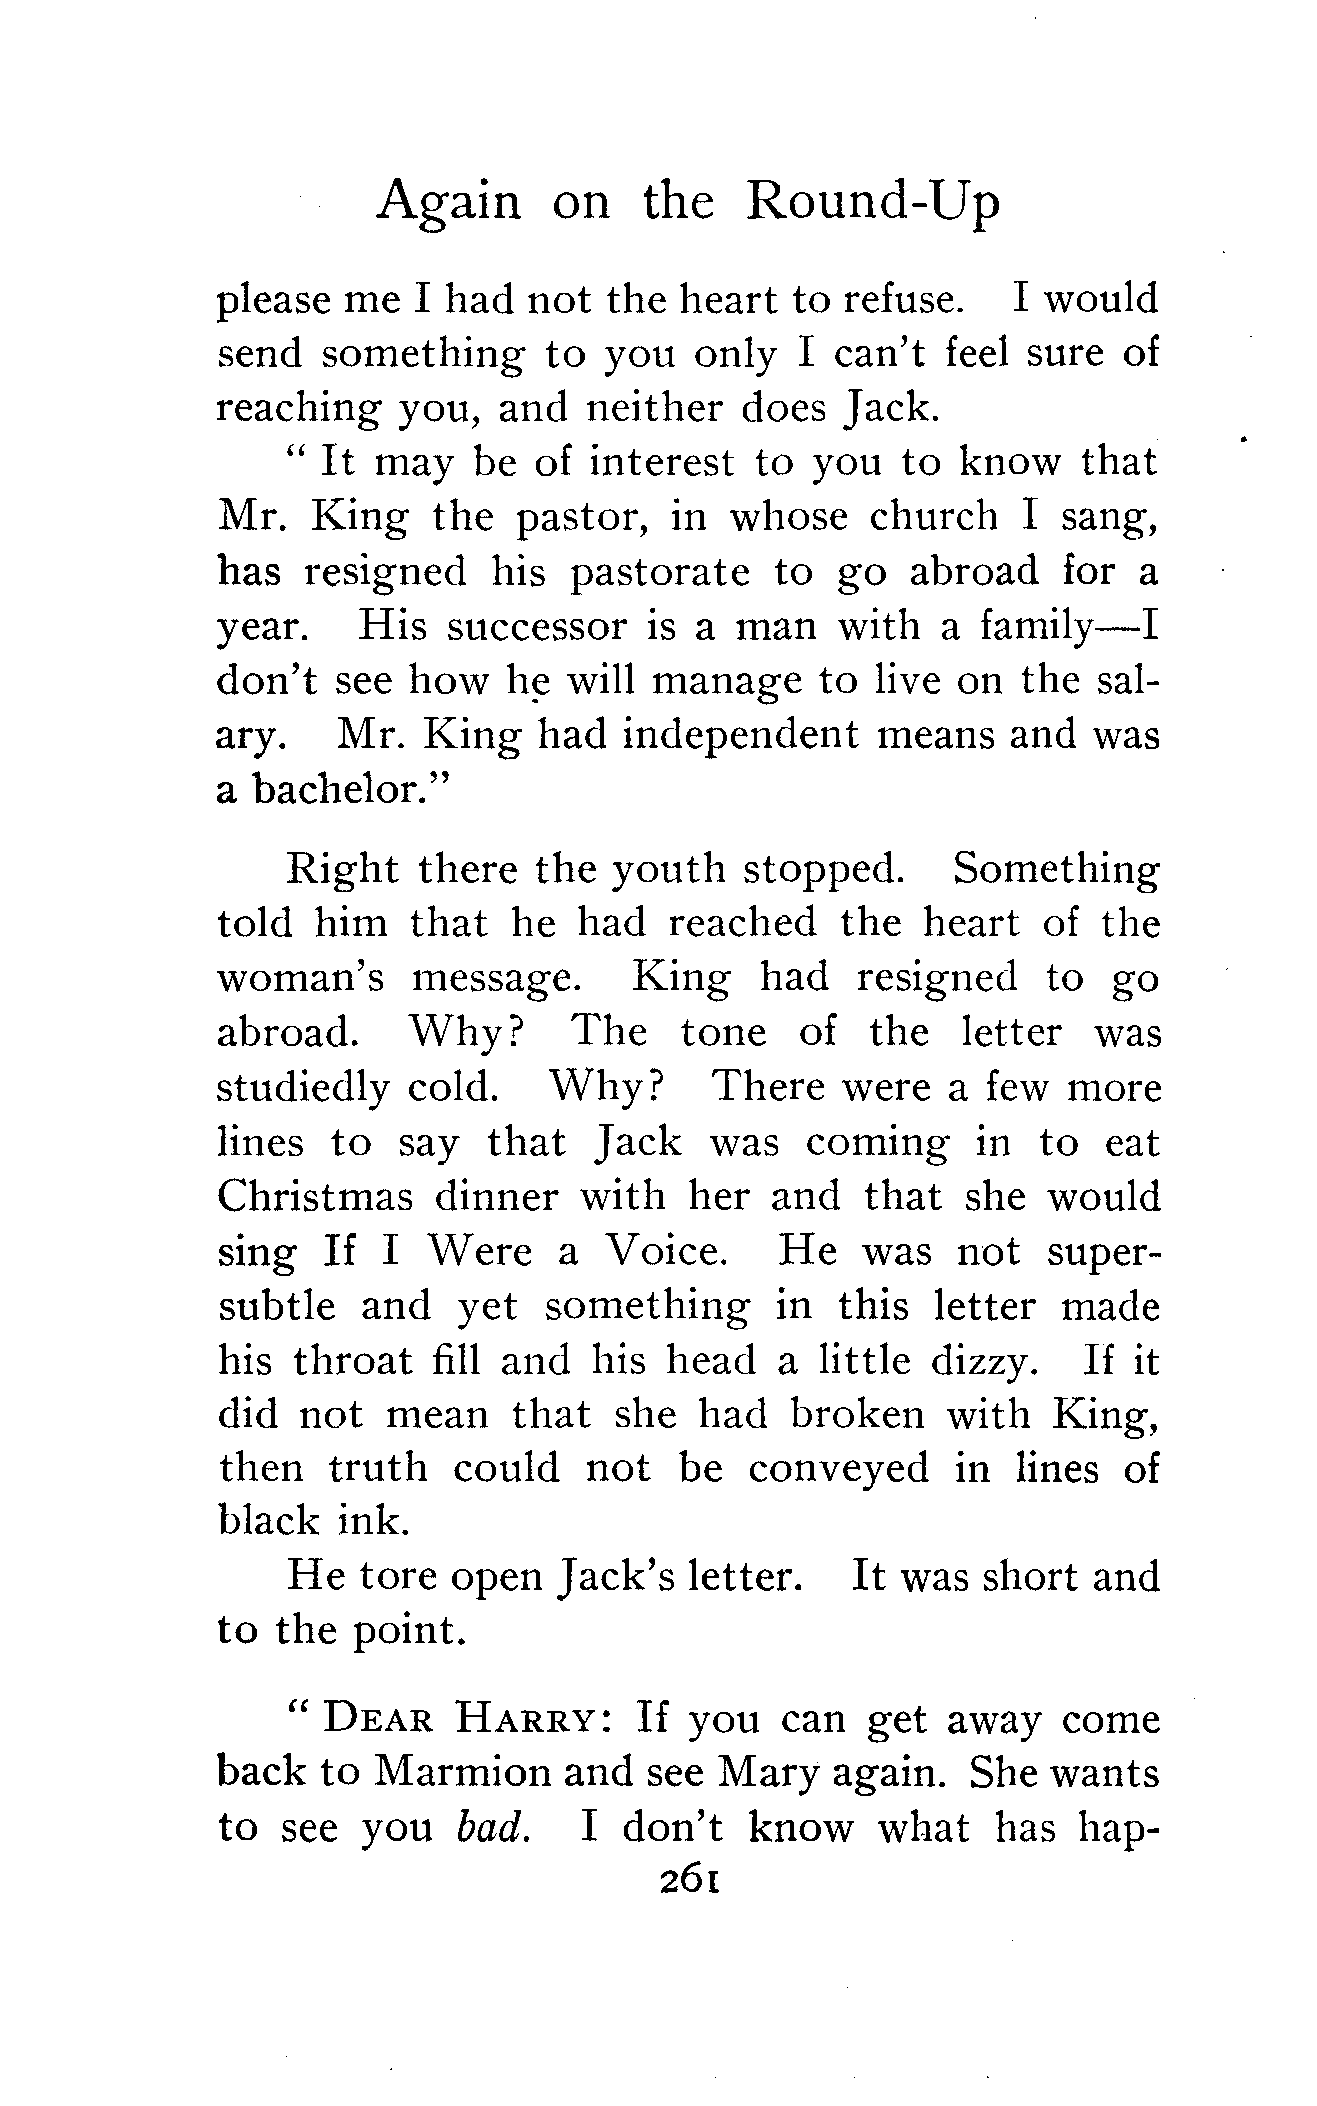 Again on the Round-Up
please me I had not the heart to refuse. I would
send something to you only I can't feel sure of
reaching you, and neither does Jack.
" It may be of interest to you to know that
Mr. King the pastor, in whose church I sang,
has resigned his pastorate to go abroad for a
year. His successor is a man with a family—I
don't see how he will manage to live on the sal-
ary. Mr. King had independent means and was
a bachelor."
Right there the youth stopped. Something
told him that he had reached the heart of the
woman's message. King had resigned to go
abroad. Why? The tone of the letter was
studiedly cold. Why? There were a few more
lines to say that Jack was coming in to eat
Christmas dinner with her and that she would
sing If I Were a Voice. He was not super-
subtle and yet something in this letter made
his throat fill and his head a little dizzy. If it
did not mean that she had broken with King,
then truth could not be conveyed in lines of
black ink.
He tore open Jack's letter. It was short and
to the point.
" DEAR HARRY: If you can get away come
back to Marmion and see Mary again. She wants
to see you bad. I don't know what has hap-
261